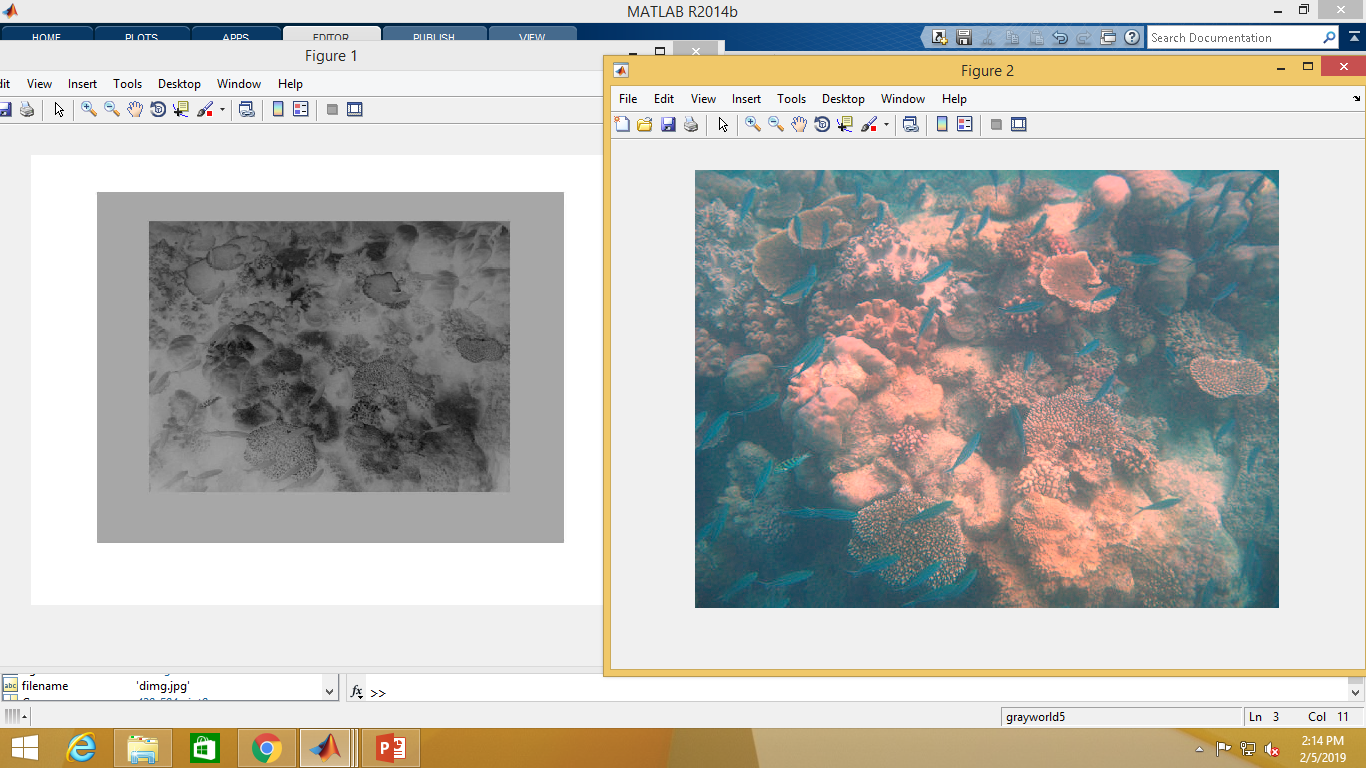 MATLAB R2014b
HOME PLOTS APPS EDITOR PUBLISH VIEW
Search Documentation
Figure 1
dit View Insert Tools Desktop Window Help
Figure 2
File Edit View Insert Tools Desktop Window Help
abc filename 'dimg.jpg'
fx >>
grayworld5 Ln 3 Col 11
2:14 PM
2/5/2019